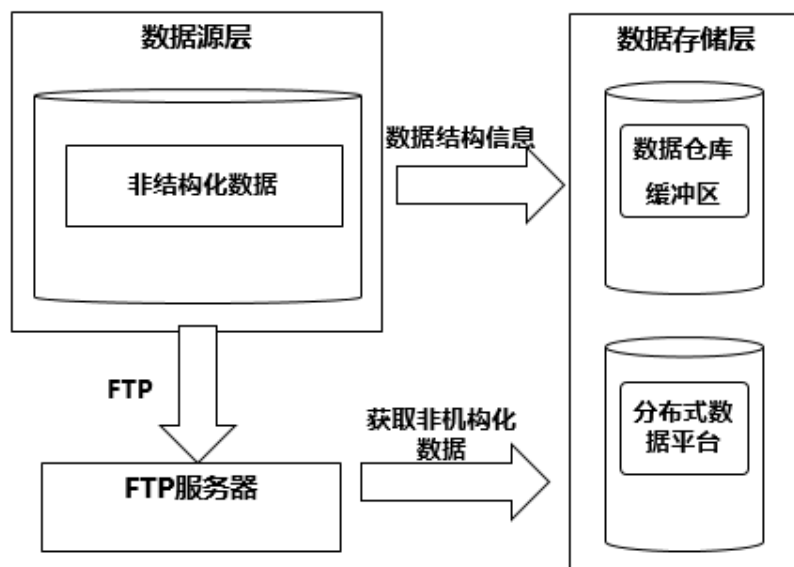 数据源层
非结构化数据
数据结构信息
数据存储层
数据仓库
缓冲区
FTP
FTP服务器
获取非机构化
数据
分布式数
据平台